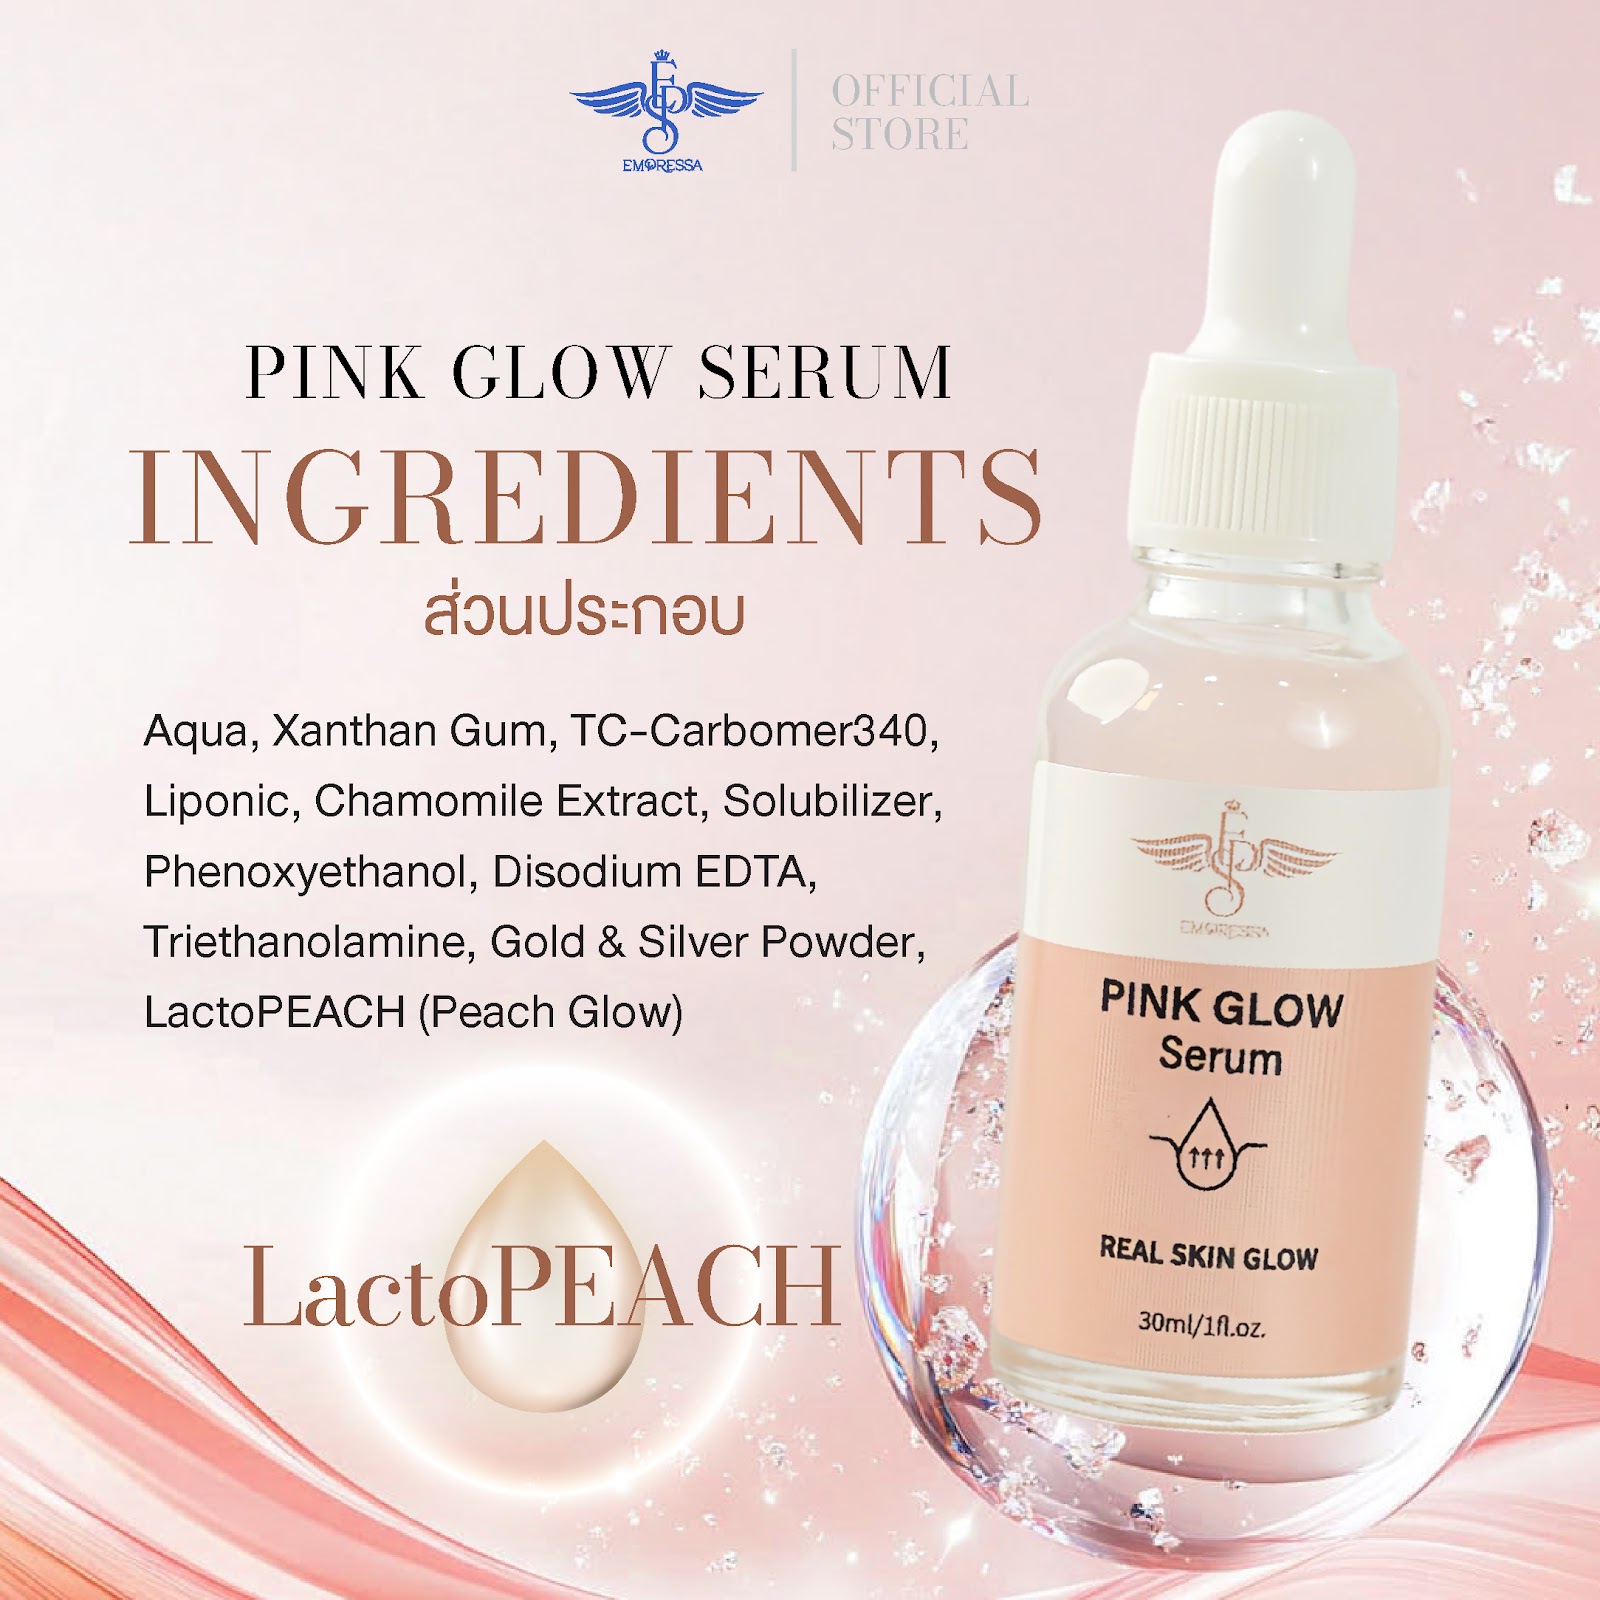 EMPRESSA
OFFICIAL
STORE
PINK GLOW SERUM
INGREDIENTS
ส่วนประกอบ
Aqua, Xanthan Gum, TC-Carbomer340,
Liponic, Chamomile Extract, Solubilizer,
Phenoxyethanol, Disodium EDTA,
Triethanolamine, Gold & Silver Powder,
LactoPEACH (Peach Glow)
LactoPEACH
EMPRESSA
PINK GLOW
Serum
REAL SKIN GLOW
30ml/1fl.oz.